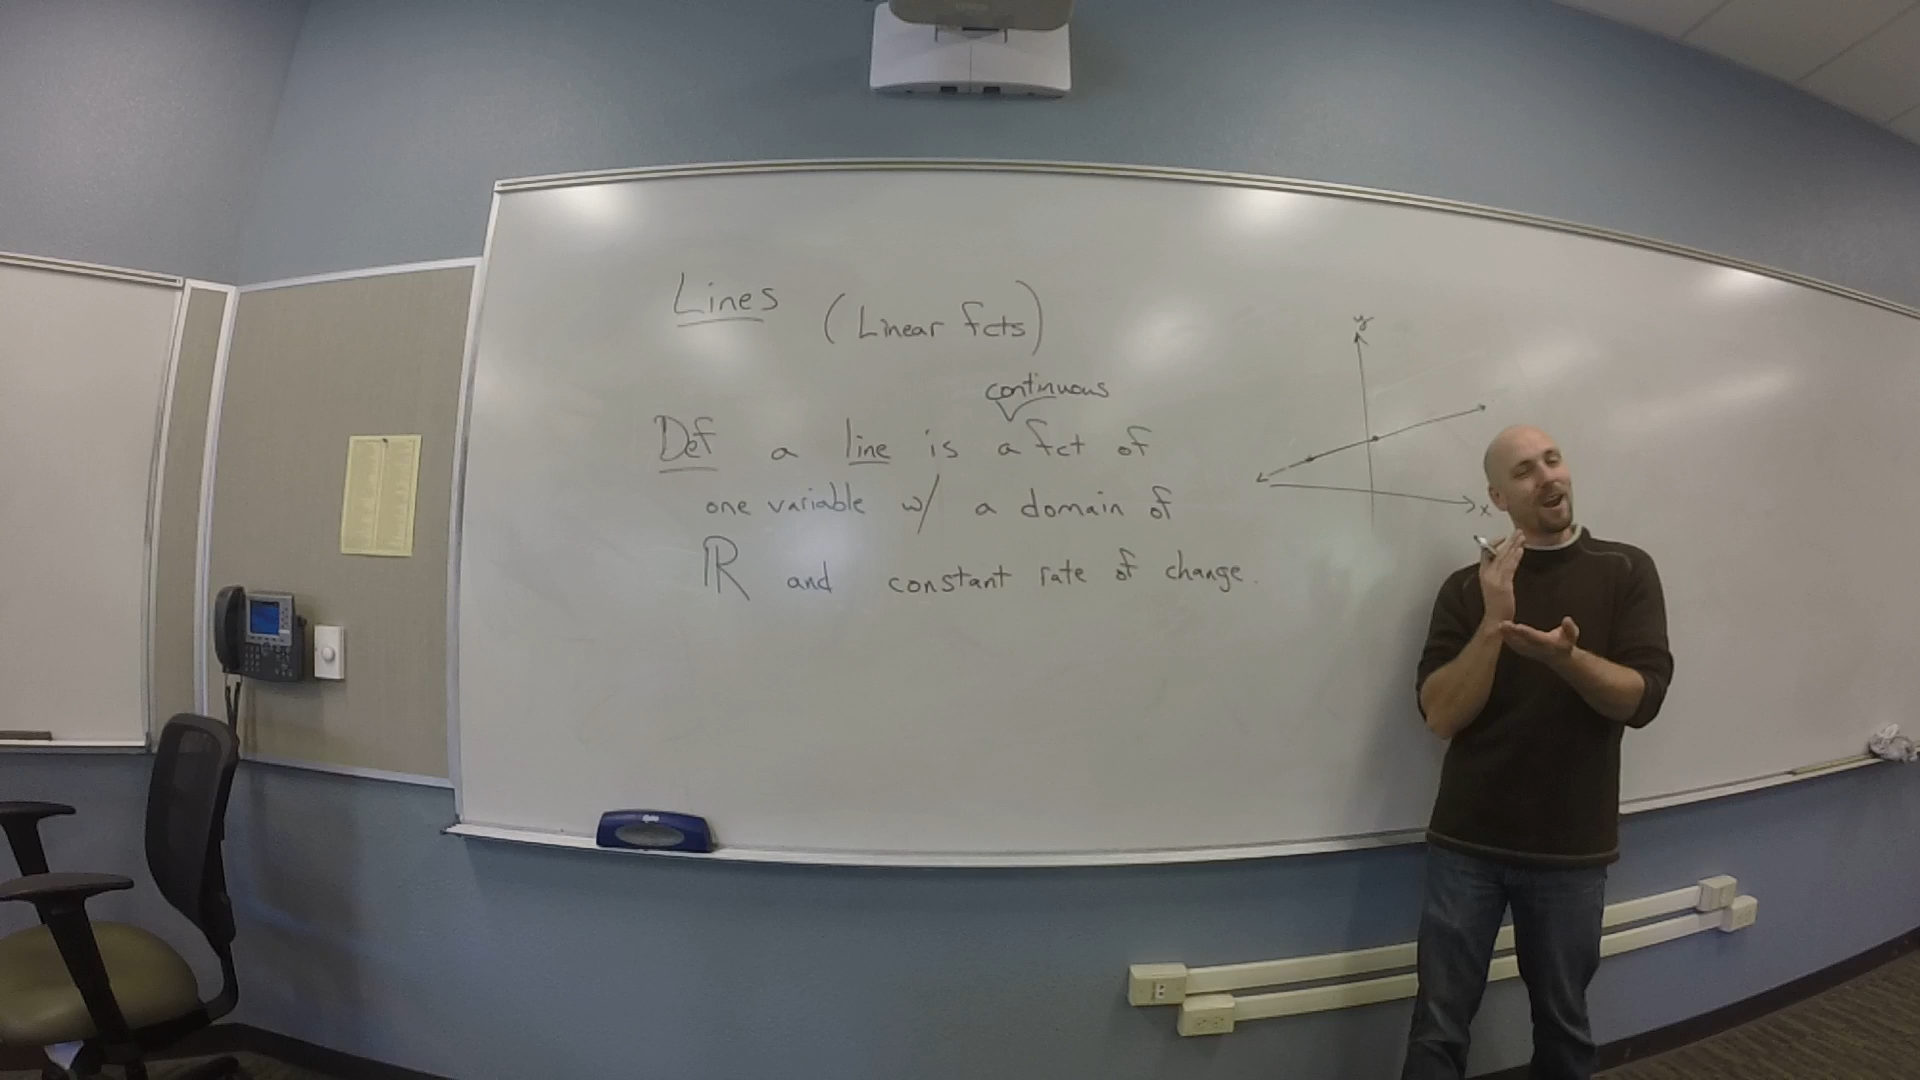 Lines (Linear fcts)
continuous
Def a line is a fct of
one variable w/ a domain of
ℝ and constant rate of change.
y
x